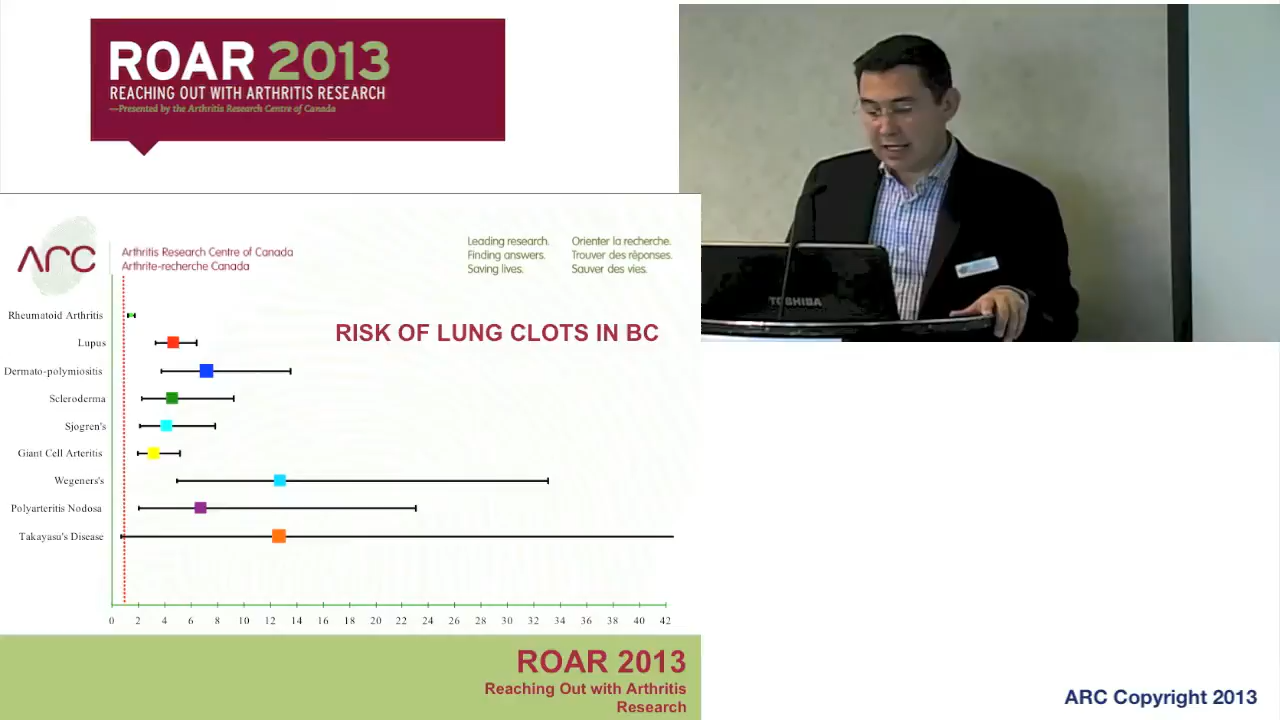 ROAR 2013
REACHING OUT WITH ARTHRITIS RESEARCH
—Presented by the Arthritis Research Centre of Canada
TOSHIBA
ARC
Arthritis Research Centre of Canada
Arthrite-recherche Canada
Leading research.
Finding answers.
Saving lives.
Orienter la recherche.
Trouver des réponses.
Sauver des vies.
RISK OF LUNG CLOTS IN BC
Rheumatoid Arthritis
Lupus
Dermato-polymiositis
Scleroderma
Sjogren's
Giant Cell Arteritis
Wegeners's
Polyarteritis Nodosa
Takayasu's Disease
0 2 4 6 8 10 12 14 16 18 20 22 24 26 28 30 32 34 36 38 40 42
ROAR 2013
Reaching Out with Arthritis
Research
ARC Copyright 2013